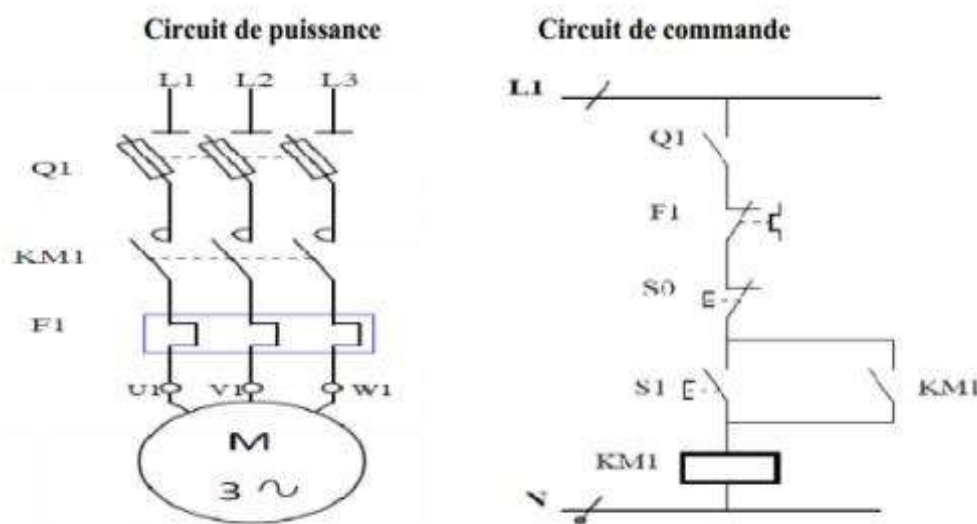 Circuit de puissance
Circuit de commande
L1 L2 L3
Q1
KM1
F1
U1 V1 W1
M
3 ~
L1
Q1
F1
S0
S1
KM1
KM1